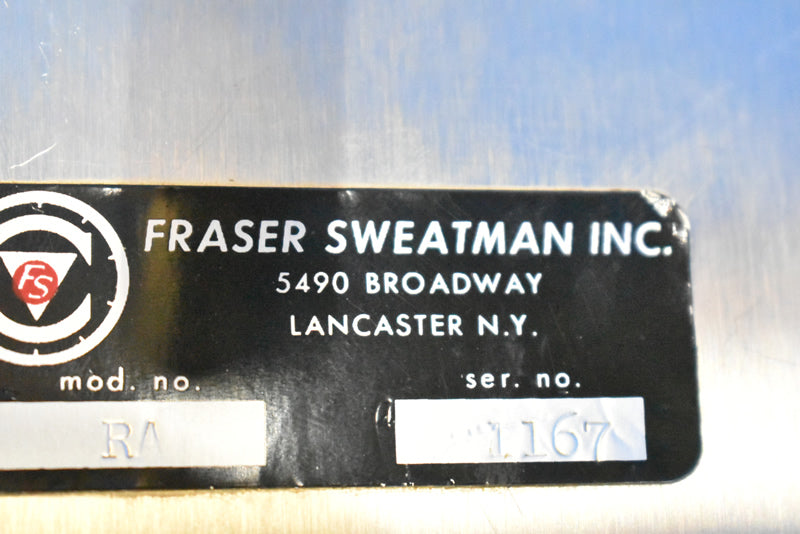 FRASER SWEATMAN INC.
5490 BROADWAY
LANCASTER N.Y.
FS
mod. no.
ser. no.
RA
1167